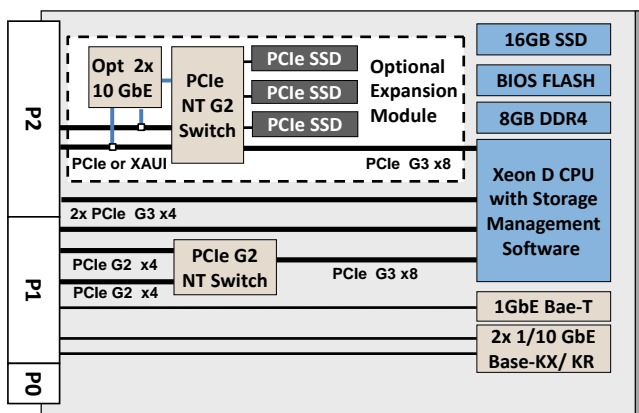 P2
Opt 2x
10 GbE
PCIe
NT G2
Switch
PCIe SSD
PCIe SSD
PCIe SSD
Optional
Expansion
Module
PCIe or XAUI
PCIe G3 x8
16GB SSD
BIOS FLASH
8GB DDR4
Xeon D CPU
with Storage
Management
Software
2x PCIe G3 x4
P1
PCIe G2 x4
PCIe G2 x4
PCIe G2
NT Switch
PCIe G3 x8
1GbE Bae-T
2x 1/10 GbE
Base-KX/ KR
P0